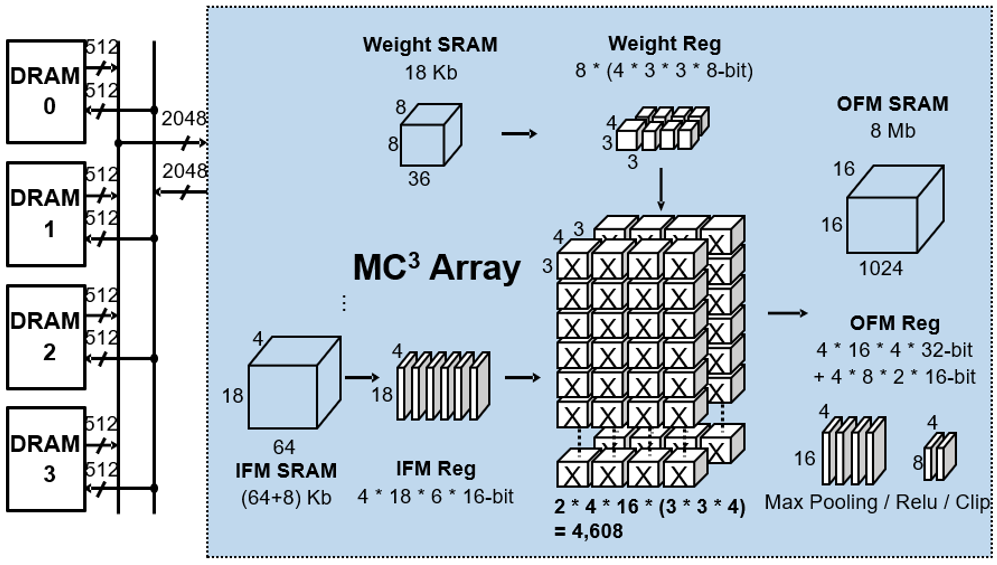 DRAM
0
512
512
DRAM
1
512
512
DRAM
2
512
512
DRAM
3
512
512
2048
2048
Weight SRAM
18 Kb
8
8
36
Weight Reg
8 * (4 * 3 * 3 * 8-bit)
4
3
3
OFM SRAM
8 Mb
16
16
1024
MC³ Array
4
3
3
X X X X
X X X X
X X X X
X X X X
X X X X
X X X X
X X X X
2 * 4 * 16 * (3 * 3 * 4)
= 4,608
4
18
64
IFM SRAM
(64+8) Kb
4
18
IFM Reg
4 * 18 * 6 * 16-bit
OFM Reg
4 * 16 * 4 * 32-bit
+ 4 * 8 * 2 * 16-bit
4
16
4
8
Max Pooling / Relu / Clip